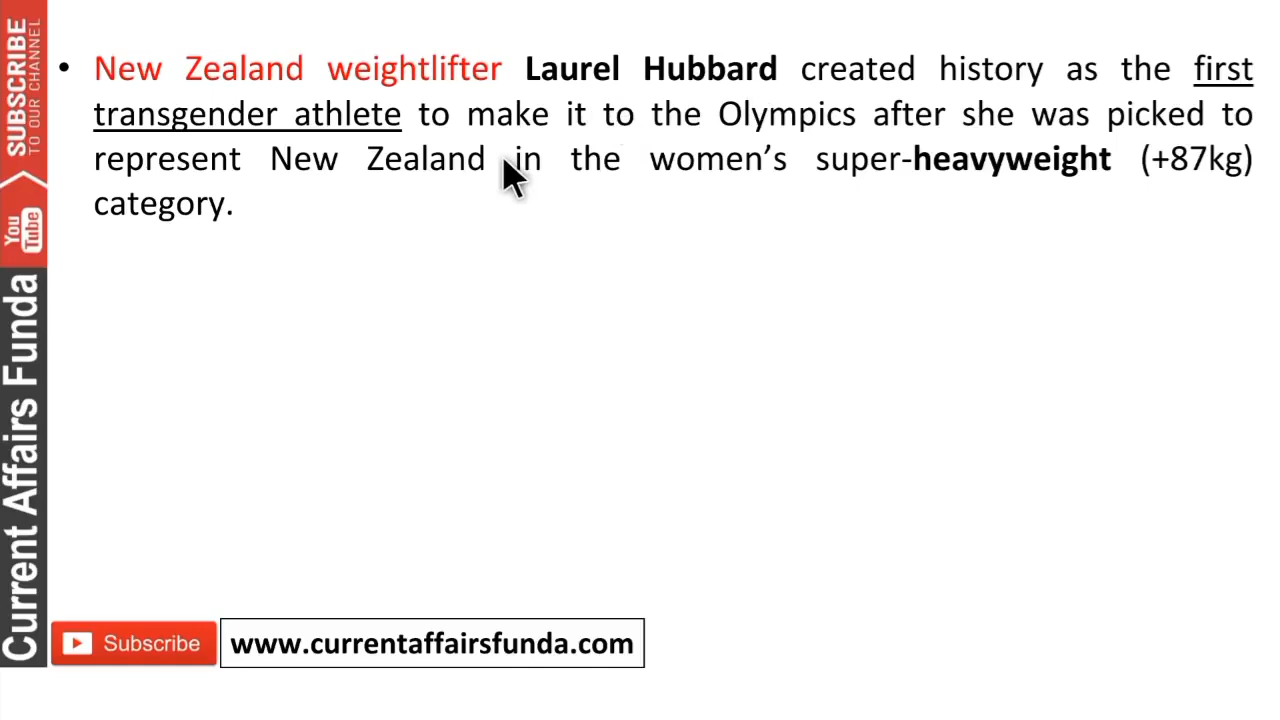 • New Zealand weightlifter Laurel Hubbard created history as the first
transgender athlete to make it to the Olympics after she was picked to
represent New Zealand in the women’s super-heavyweight (+87kg)
category.
SUBSCRIBE
TO OUR CHANNEL
You
Tube
Current Affairs Funda
Subscribe
www.currentaffairsfunda.com